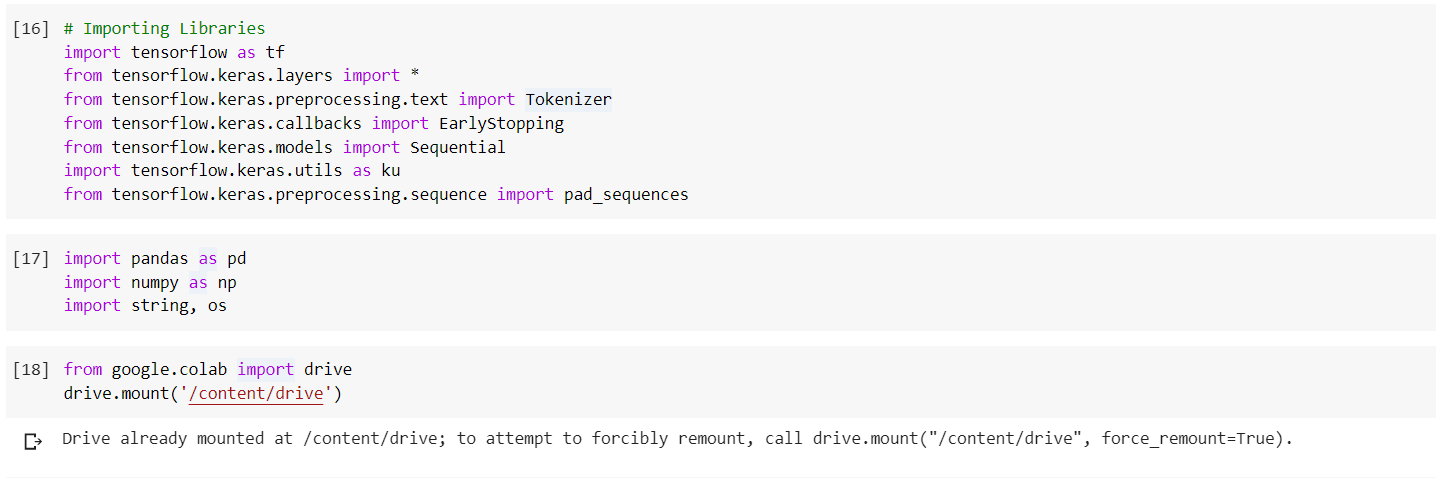 [16] # Importing Libraries
import tensorflow as tf
from tensorflow.keras.layers import *
from tensorflow.keras.preprocessing.text import Tokenizer
from tensorflow.keras.callbacks import EarlyStopping
from tensorflow.keras.models import Sequential
import tensorflow.keras.utils as ku
from tensorflow.keras.preprocessing.sequence import pad_sequences
[17] import pandas as pd
import numpy as np
import string, os
[18] from google.colab import drive
drive.mount('/content/drive')
Drive already mounted at /content/drive; to attempt to forcibly remount, call drive.mount("/content/drive", force_remount=True).